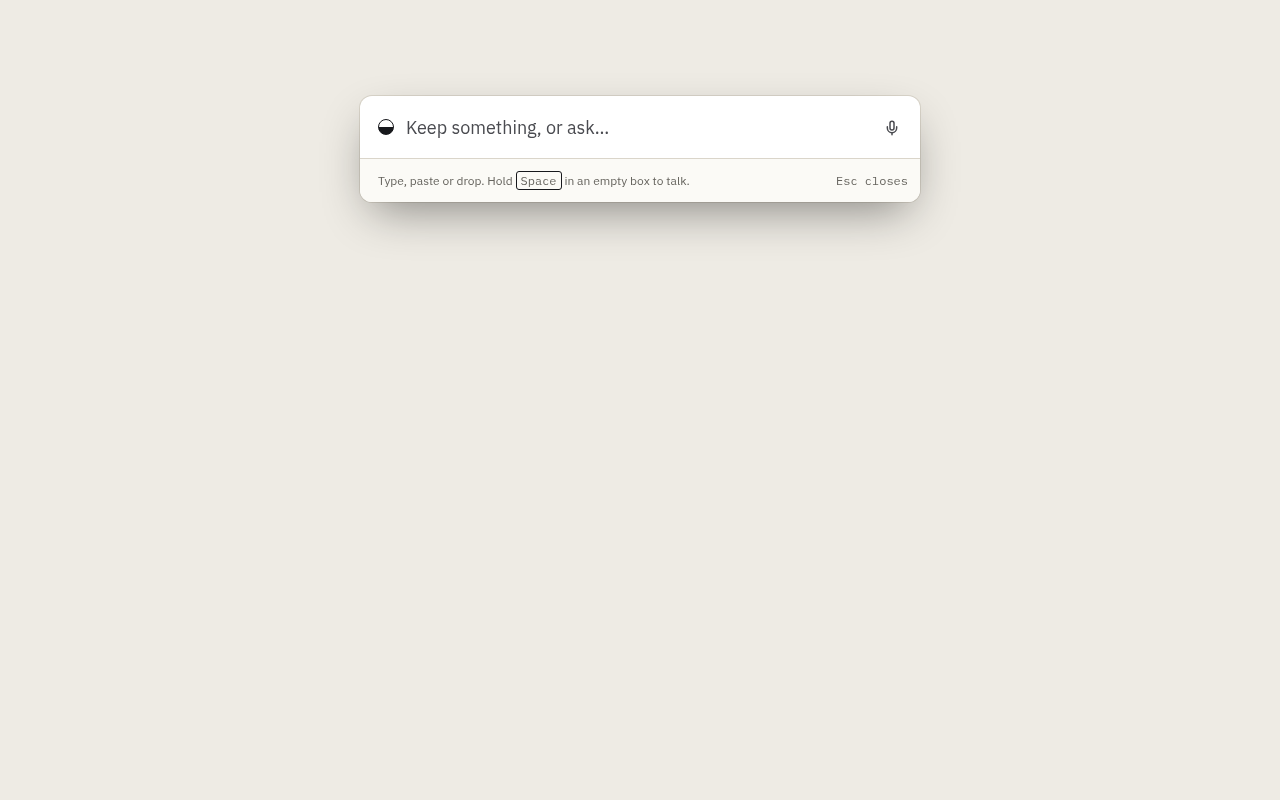 Keep something, or ask…
Type, paste or drop. Hold Space in an empty box to talk. Esc closes